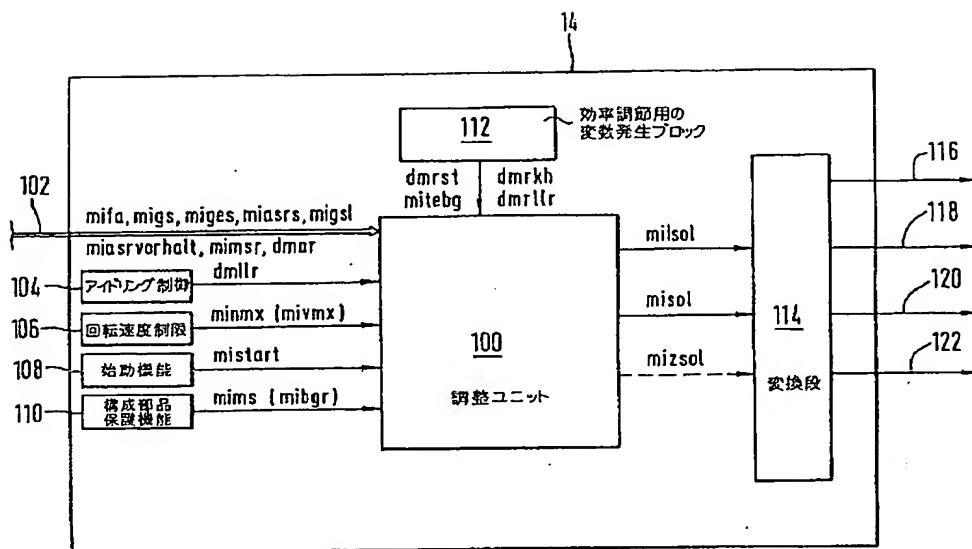 14
112
効率調節用の
変数発生ブロック
dmrst
mitebg
dmrkh
dmrllr
102
mifa, migs, miges, miasrs, migsl
miasrvorhalt, mimsr, dmar
104
アイドリング制御
dmllr
106
回転速度制限
minmx (mivmx)
108
始動機能
mistart
110
構成部品
保護機能
mims (mibgr)
100
調整ユニット
milsol
misol
mizsol
114
変換段
116
118
120
122